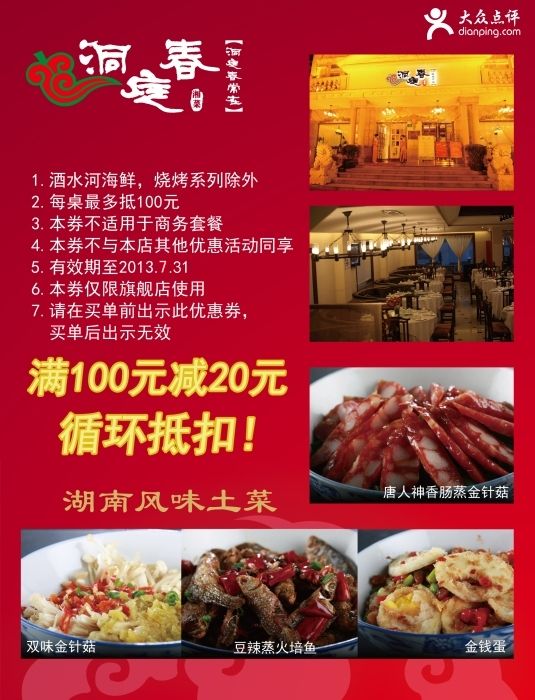 大众点评
dianping.com
洞庭春
湘菜
【洞庭春常在】
洞庭春
1. 酒水河海鲜，烧烤系列除外
2. 每桌最多抵100元
3. 本券不适用于商务套餐
4. 本券不与本店其他优惠活动同享
5. 有效期至2013.7.31
6. 本券仅限旗舰店使用
7. 请在买单前出示此优惠券，
买单后出示无效
满100元减20元
循环抵扣！
湖南风味土菜
唐人神香肠蒸金针菇
双味金针菇
豆辣蒸火培鱼
金钱蛋